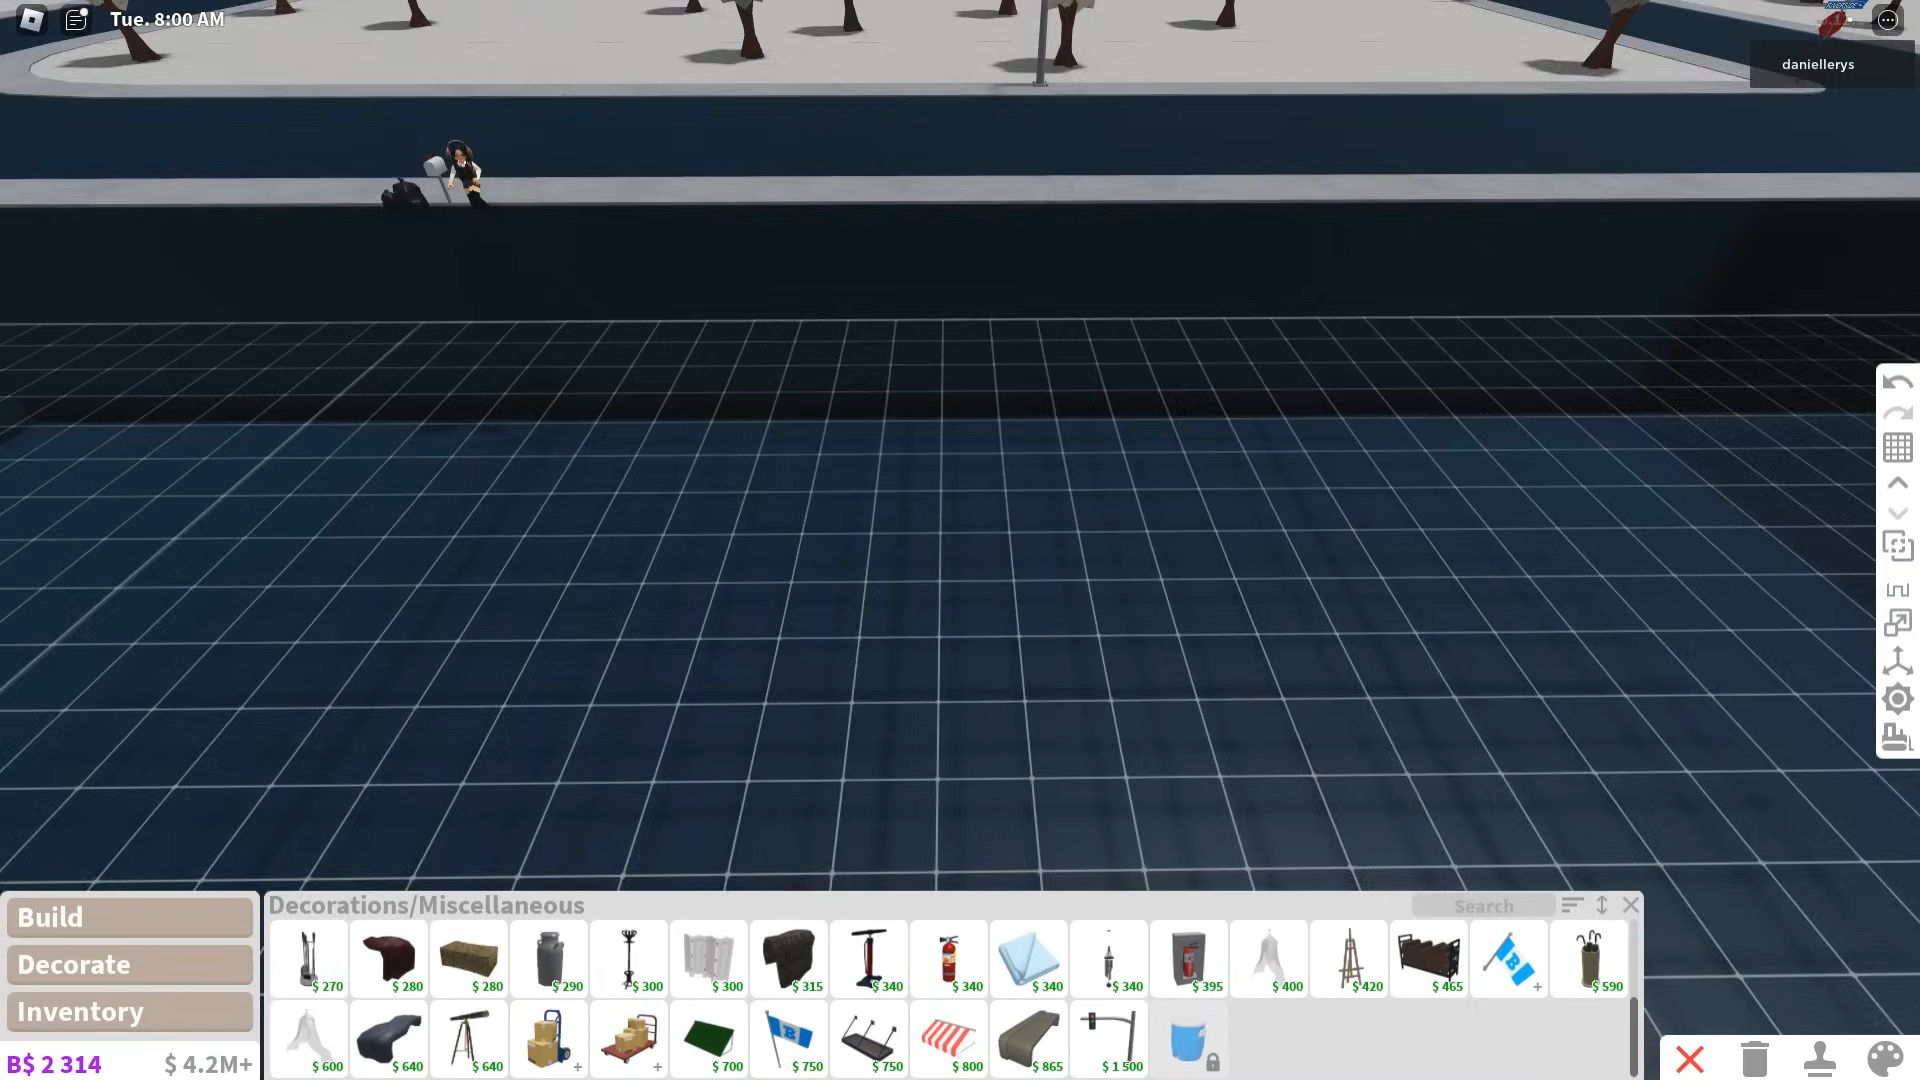 Tue. 8:00 AM
daniellerys
Build
Decorate
Inventory
B$ 2 314
$ 4.2M+
Decorations/Miscellaneous
Search
$ 270
$ 280
$ 280
$ 290
$ 300
$ 300
$ 315
$ 340
$ 340
$ 340
$ 340
$ 395
$ 400
$ 420
$ 465
B
+
$ 590
$ 600
$ 640
$ 640
+
+
$ 700
B
$ 750
$ 750
$ 800
$ 865
$ 1 500